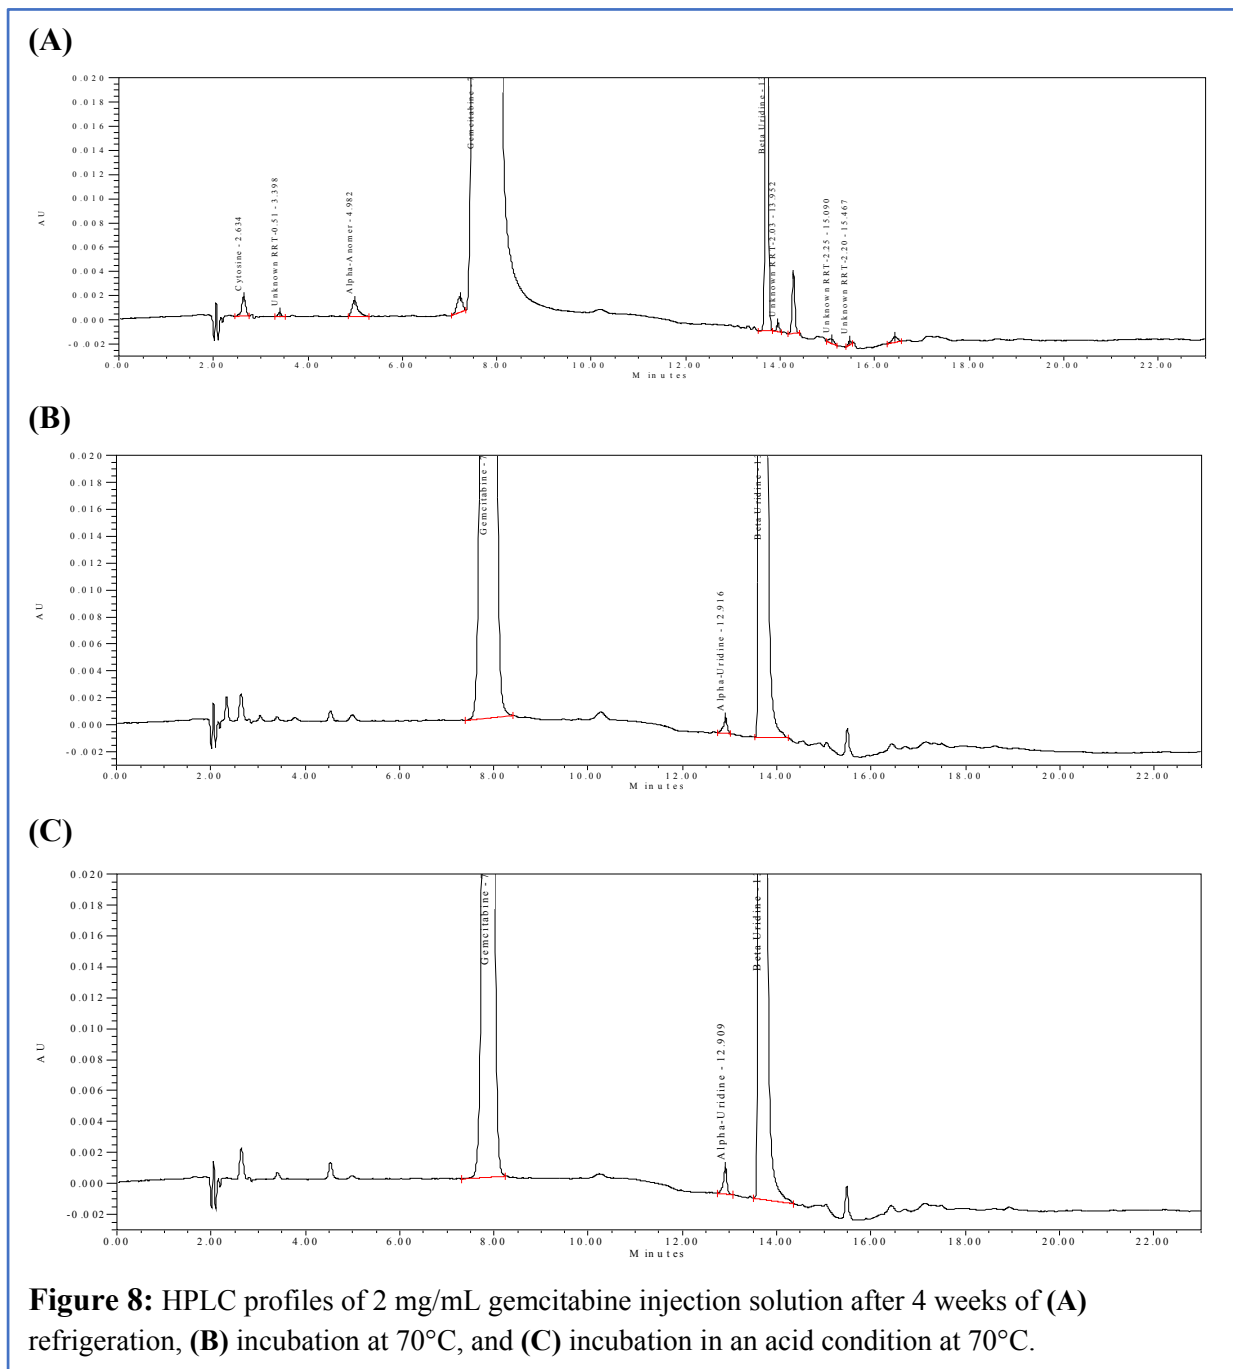 (A)
0.020
0.018
0.016
0.014
0.012
0.010
0.008
0.006
0.004
0.002
0.000
-0.002
AU
Cytosine - 2.634
Unknown RRT-0.51 - 3.398
Alpha-Anomer - 4.982
Gemcitabine -
Beta Uridine - 1
Unknown RRT-2.03 - 13.952
Unknown RRT-2.25 - 15.090
Unknown RRT-2.20 - 15.467
0.00 2.00 4.00 6.00 8.00 10.00 12.00 14.00 16.00 18.00 20.00 22.00
Minutes
(B)
0.020
0.018
0.016
0.014
0.012
0.010
0.008
0.006
0.004
0.002
0.000
-0.002
AU
Gemcitabine - 7
Alpha-Uridine - 12.916
Beta Uridine - 1
0.00 2.00 4.00 6.00 8.00 10.00 12.00 14.00 16.00 18.00 20.00 22.00
Minutes
(C)
0.020
0.018
0.016
0.014
0.012
0.010
0.008
0.006
0.004
0.002
0.000
-0.002
AU
Gemcitabine - 7
Alpha-Uridine - 12.909
Beta Uridine - 1
0.00 2.00 4.00 6.00 8.00 10.00 12.00 14.00 16.00 18.00 20.00 22.00
Minutes
Figure 8: HPLC profiles of 2 mg/mL gemcitabine injection solution after 4 weeks of (A)
refrigeration, (B) incubation at 70°C, and (C) incubation in an acid condition at 70°C.